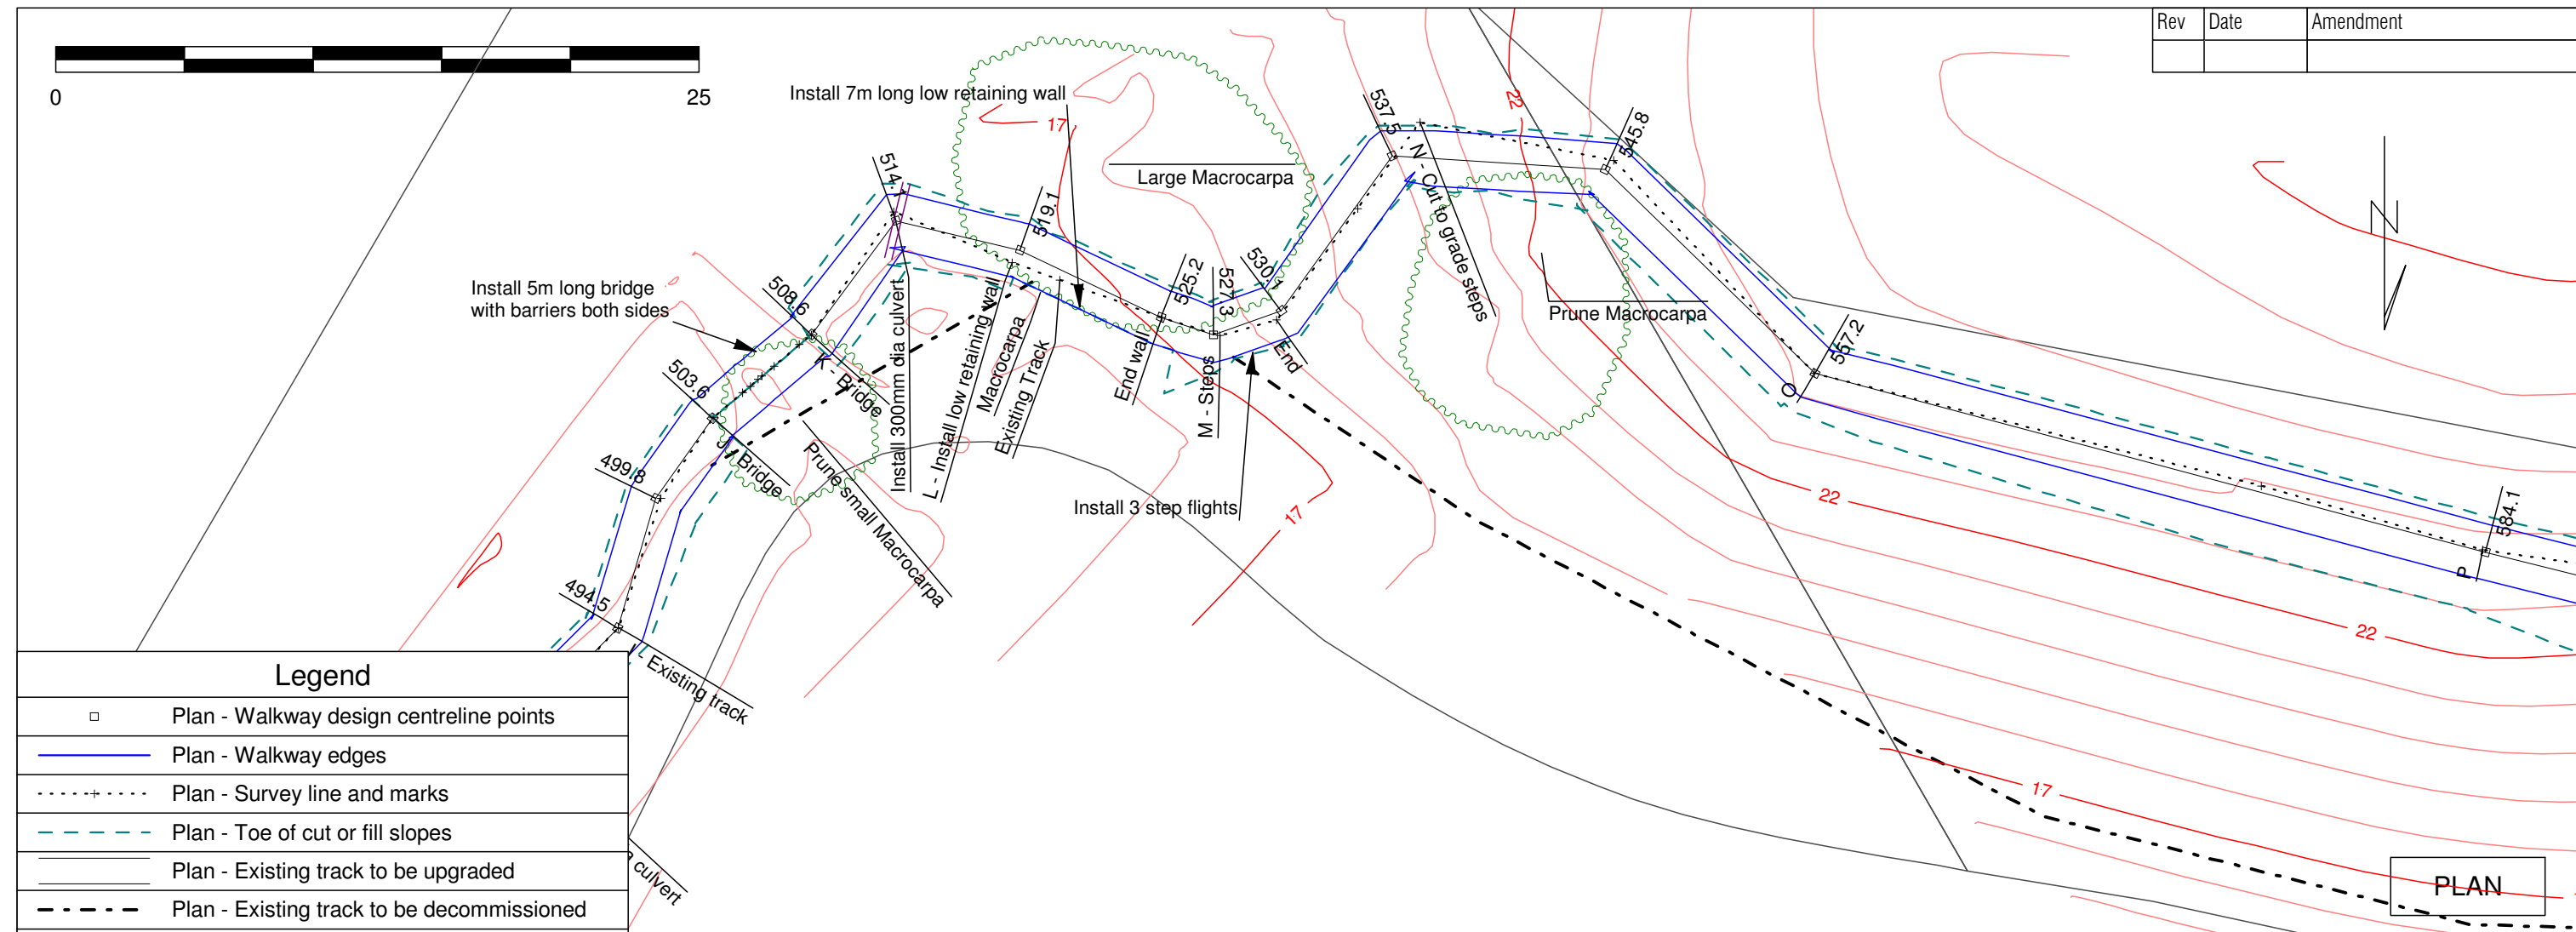 Rev Date Amendment
0 25
Install 7m long low retaining wall
17
Large Macrocarpa
22
537.5
545.8
N - Cut to grade steps
514.1
519.1
525.2
527.3
530.1
Install 5m long bridge
with barriers both sides
508.6
503.6
499.8
494.5
K - Bridge
J - Bridge
Prune small Macrocarpa
Install 300mm dia culvert
L - Install low retaining wall
Macrocarpa
Existing Track
End wall
M - Steps
End
Install 3 step flights
17
Prune Macrocarpa
557.2
O
22
22
584.1
P
17
N
- Existing track
culvert
Legend
Plan - Walkway design centreline points
Plan - Walkway edges
Plan - Survey line and marks
Plan - Toe of cut or fill slopes
Plan - Existing track to be upgraded
Plan - Existing track to be decommissioned
PLAN